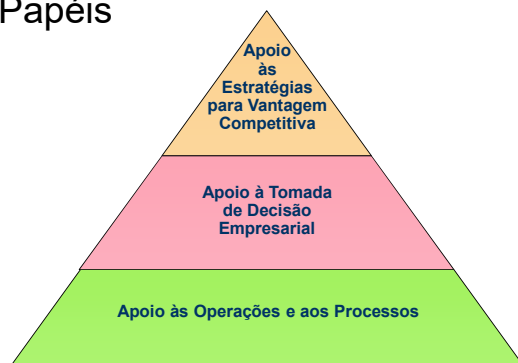 Papéis
Apoio
às
Estratégias
para Vantagem
Competitiva
Apoio à Tomada
de Decisão
Empresarial
Apoio às Operações e aos Processos